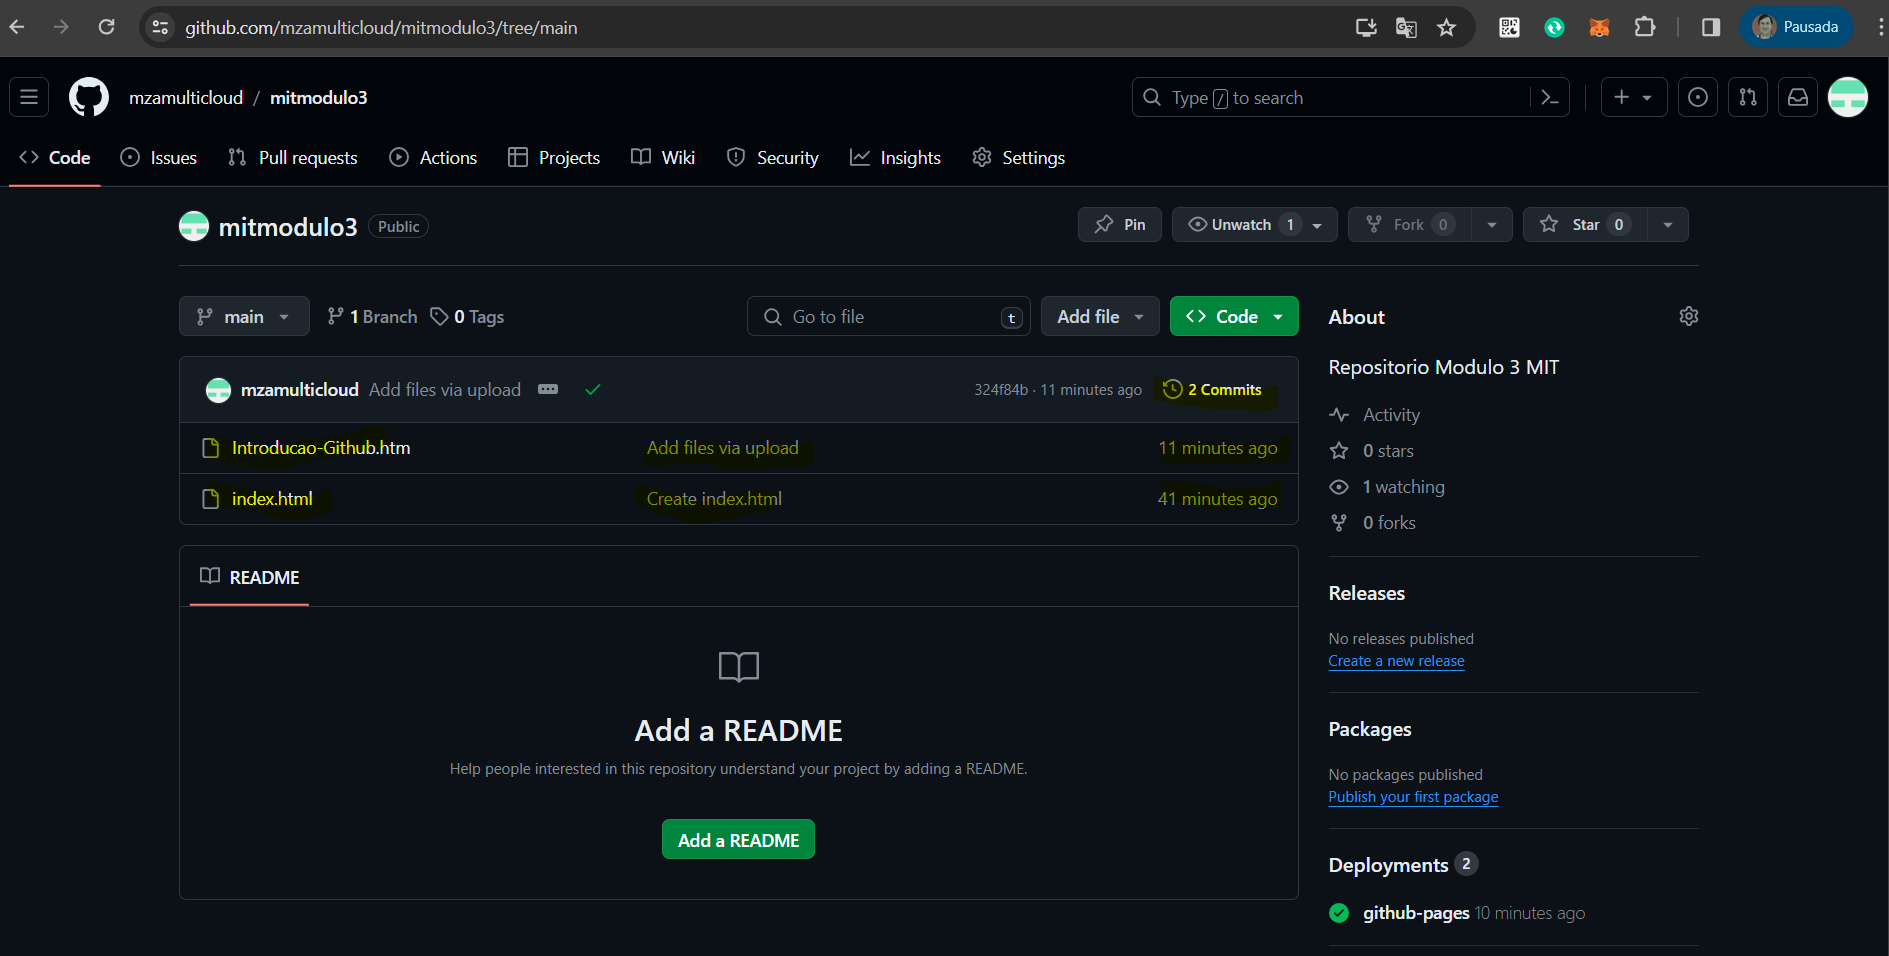 github.com/mzamulticloud/mitmodulo3/tree/main
Pausada
mzamulticloud / mitmodulo3
Type / to search
Code
Issues
Pull requests
Actions
Projects
Wiki
Security
Insights
Settings
mitmodulo3 Public
Pin
Unwatch 1
Fork 0
Star 0
main
1 Branch
0 Tags
Go to file t
Add file
Code
mzamulticloud Add files via upload
324f84b · 11 minutes ago
2 Commits
Introducao-Github.htm Add files via upload 11 minutes ago
index.html Create index.html 41 minutes ago
README
Add a README
Help people interested in this repository understand your project by adding a README.
Add a README
About
Repositorio Modulo 3 MIT
Activity
0 stars
1 watching
0 forks
Releases
No releases published
Create a new release
Packages
No packages published
Publish your first package
Deployments 2
github-pages 10 minutes ago